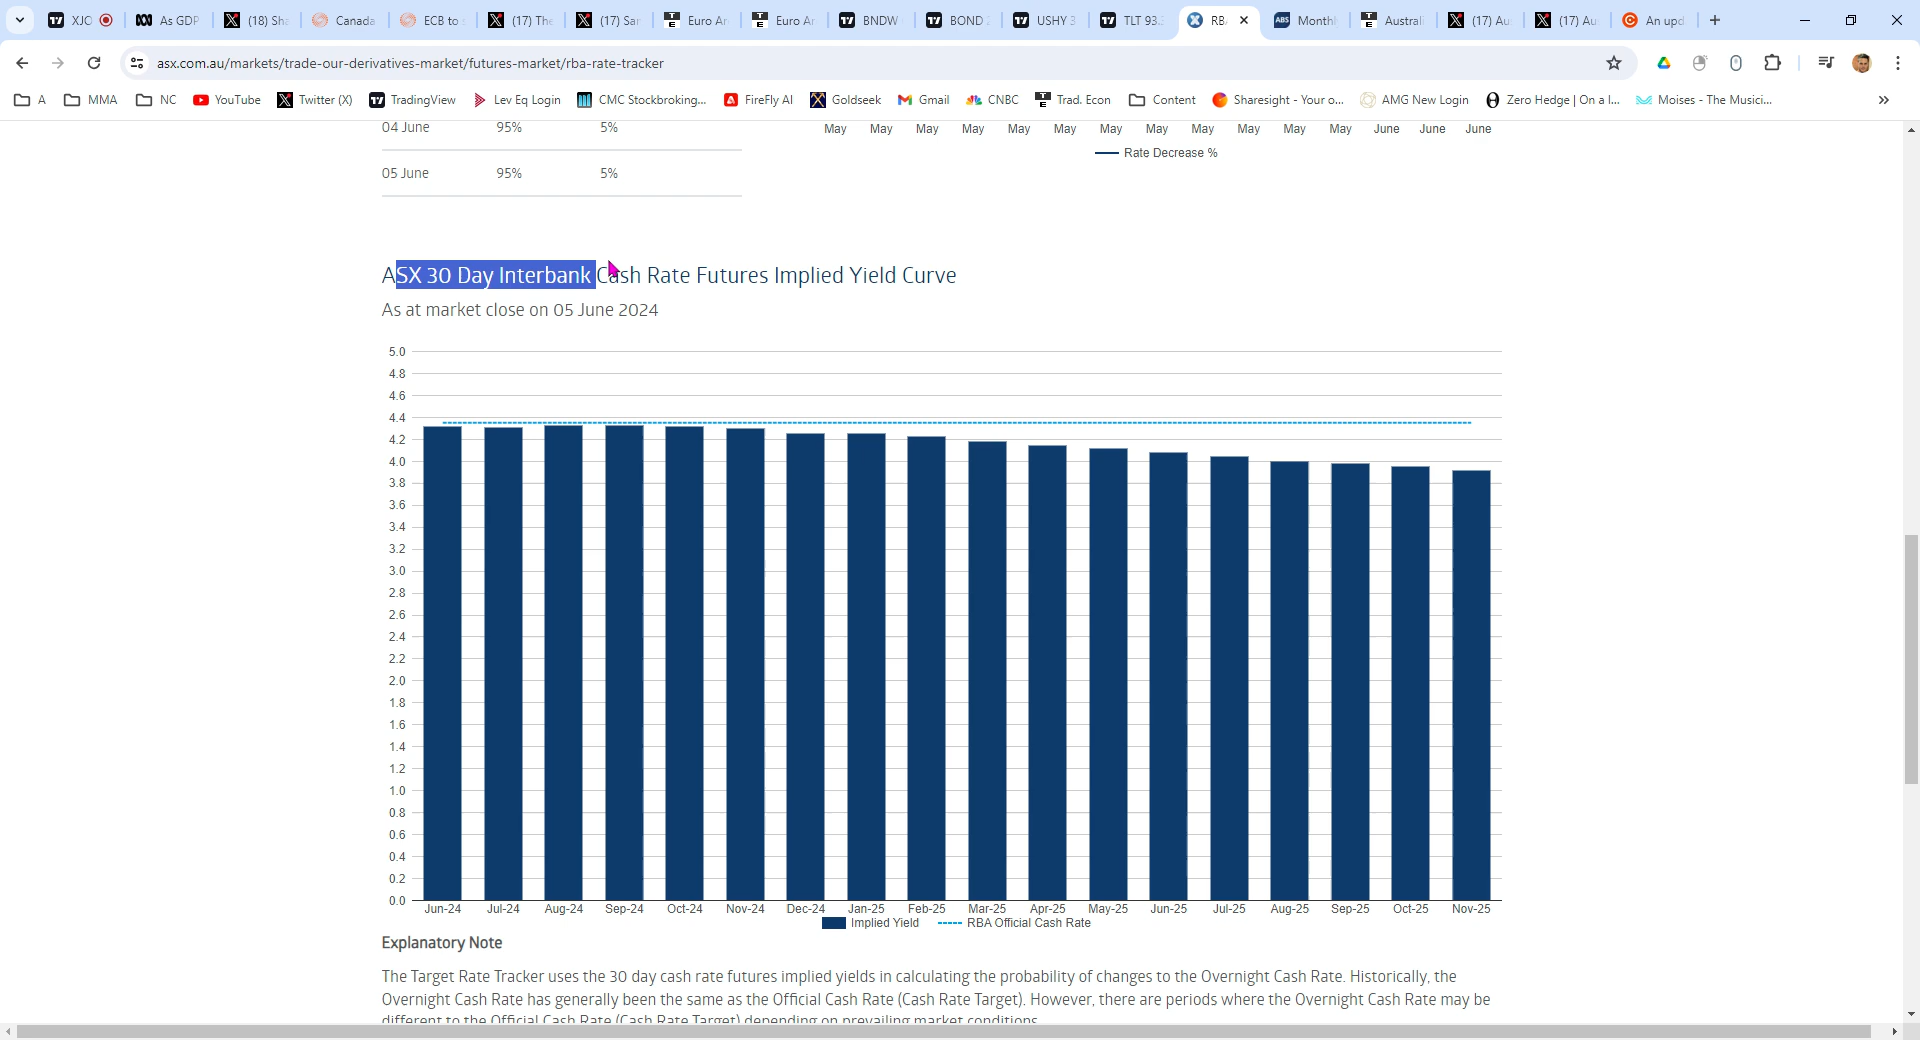 XJO
As GDP
(18) Sha
Canada
ECB to
(17) The
(17) Sar
Euro Ar
Euro Ar
BNDW
BOND
USHY 3
TLT 93.
RB
Month
Australi
(17) Au
(17) Au
An upd
asx.com.au/markets/trade-our-derivatives-market/futures-market/rba-rate-tracker
A MMA NC YouTube Twitter (X) TradingView Lev Eq Login CMC Stockbroking... FireFly AI Goldseek Gmail CNBC Trad. Econ Content Sharesight - Your o... AMG New Login Zero Hedge | On a l... Moises - The Musici...
04 June 95% 5%
May May May May May May May May May May May May June June June
Rate Decrease %
05 June 95% 5%
ASX 30 Day Interbank Cash Rate Futures Implied Yield Curve
As at market close on 05 June 2024
5.0
4.8
4.6
4.4
4.2
4.0
3.8
3.6
3.4
3.2
3.0
2.8
2.6
2.4
2.2
2.0
1.8
1.6
1.4
1.2
1.0
0.8
0.6
0.4
0.2
0.0
Jun-24 Jul-24 Aug-24 Sep-24 Oct-24 Nov-24 Dec-24 Jan-25 Feb-25 Mar-25 Apr-25 May-25 Jun-25 Jul-25 Aug-25 Sep-25 Oct-25 Nov-25
Implied Yield RBA Official Cash Rate
Explanatory Note
The Target Rate Tracker uses the 30 day cash rate futures implied yields in calculating the probability of changes to the Overnight Cash Rate. Historically, the
Overnight Cash Rate has generally been the same as the Official Cash Rate (Cash Rate Target). However, there are periods where the Overnight Cash Rate may be
different to the Official Cash Rate (Cash Rate Target) depending on prevailing market conditions.